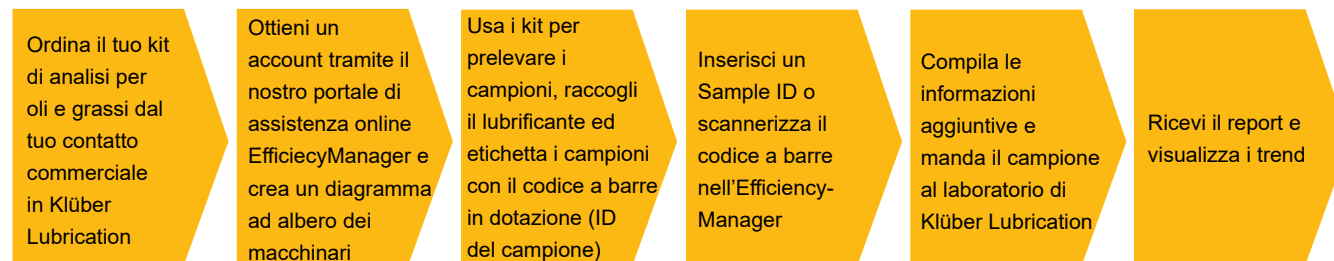 Ordina il tuo kit
di analisi per
oli e grassi dal
tuo contatto
commerciale
in Klüber
Lubrication
Ottieni un
account tramite il
nostro portale di
assistenza online
EfficiecyManager e
crea un diagramma
ad albero dei
macchinari
Usa i kit per
prelevare i
campioni, raccogli
il lubrificante ed
etichetta i campioni
con il codice a barre
in dotazione (ID
del campione)
Inserisci un
Sample ID o
scannerizza il
codice a barre
nell’Efficiency-
Manager
Compila le
informazioni
aggiuntive e
manda il campione
al laboratorio di
Klüber Lubrication
Ricevi il report e
visualizza i trend